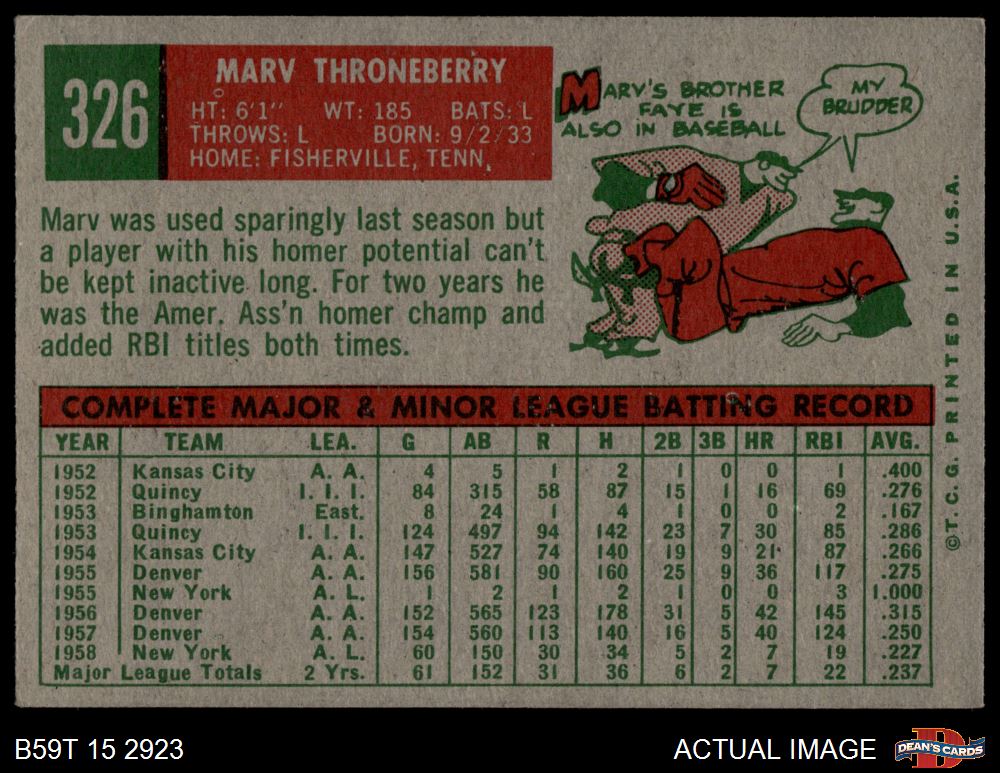 326
MARV THRONEBERRY
HT: 6'1" WT: 185 BATS: L
THROWS: L BORN: 9/2/33
HOME: FISHERVILLE, TENN.
MARV'S BROTHER
FAYE IS
ALSO IN BASEBALL
MY
BRUDDER
Marv was used sparingly last season but
a player with his homer potential can't
be kept inactive long. For two years he
was the Amer. Ass'n homer champ and
added RBI titles both times.
COMPLETE MAJOR & MINOR LEAGUE BATTING RECORD
YEAR TEAM LEA. G AB R H 2B 3B HR RBI AVG.
1952 Kansas City A. A. 4 5 1 2 1 0 0 1 .400
1952 Quincy I. I. I. 84 315 58 87 15 1 16 69 .276
1953 Binghamton East. 8 24 1 4 1 0 0 2 .167
1953 Quincy I. I. I. 124 497 94 142 23 7 30 85 .286
1954 Kansas City A. A. 147 527 74 140 19 9 21 87 .266
1955 Denver A. A. 156 581 90 160 25 9 36 117 .275
1955 New York A. L. 1 2 1 2 1 0 0 3 1.000
1956 Denver A. A. 152 565 123 178 31 5 42 145 .315
1957 Denver A. A. 154 560 113 140 16 5 40 124 .250
1958 New York A. L. 60 150 30 34 5 2 7 19 .227
Major League Totals 2 Yrs. 61 152 31 36 6 2 7 22 .237
©T. C. G. PRINTED IN U.S.A.
B59T 15 2923
ACTUAL IMAGE
D
DEAN'S CARDS